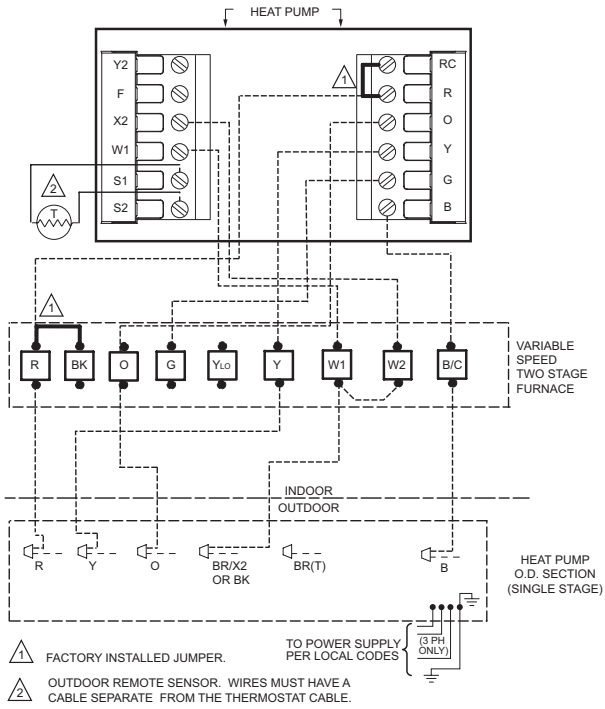 HEAT PUMP
Y2
F
X2
W1
S1
S2
RC
R
O
Y
G
B
1
2
T
1
R
BK
O
G
YLO
Y
W1
W2
B/C
VARIABLE
SPEED
TWO STAGE
FURNACE
INDOOR
OUTDOOR
R
Y
O
BR/X2
OR BK
BR(T)
B
HEAT PUMP
O.D. SECTION
(SINGLE STAGE)
TO POWER SUPPLY
PER LOCAL CODES
(3 PH
ONLY)
1 FACTORY INSTALLED JUMPER.
2 OUTDOOR REMOTE SENSOR. WIRES MUST HAVE A
CABLE SEPARATE FROM THE THERMOSTAT CABLE.